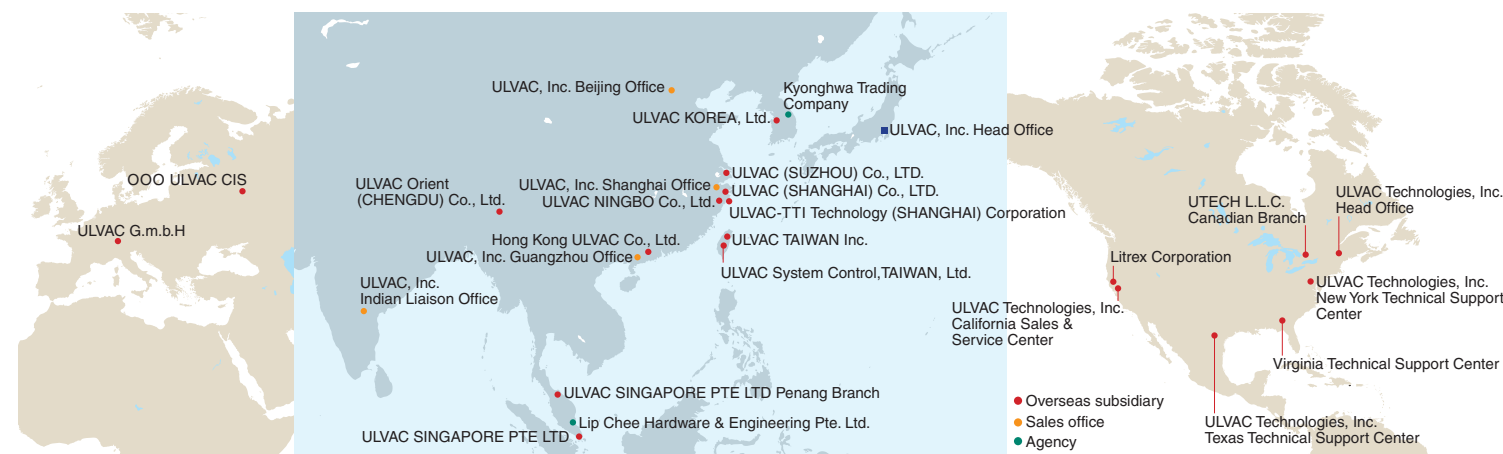 OOO ULVAC CIS
ULVAC G.m.b.H
ULVAC, Inc. Beijing Office
Kyonghwa Trading
Company
ULVAC KOREA, Ltd.
ULVAC, Inc. Head Office
ULVAC (SUZHOU) Co., LTD.
ULVAC Orient
(CHENGDU) Co., Ltd.
ULVAC, Inc. Shanghai Office
ULVAC (SHANGHAI) Co., LTD.
ULVAC NINGBO Co., Ltd.
ULVAC-TTI Technology (SHANGHAI) Corporation
Hong Kong ULVAC Co., Ltd.
ULVAC TAIWAN Inc.
ULVAC, Inc. Guangzhou Office
ULVAC System Control,TAIWAN, Ltd.
ULVAC, Inc.
Indian Liaison Office
ULVAC SINGAPORE PTE LTD Penang Branch
Lip Chee Hardware & Engineering Pte. Ltd.
ULVAC SINGAPORE PTE LTD
UTECH L.L.C.
Canadian Branch
ULVAC Technologies, Inc.
Head Office
Litrex Corporation
ULVAC Technologies, Inc.
New York Technical Support
Center
ULVAC Technologies, Inc.
California Sales &
Service Center
Virginia Technical Support Center
ULVAC Technologies, Inc.
Texas Technical Support Center
Overseas subsidiary
Sales office
Agency